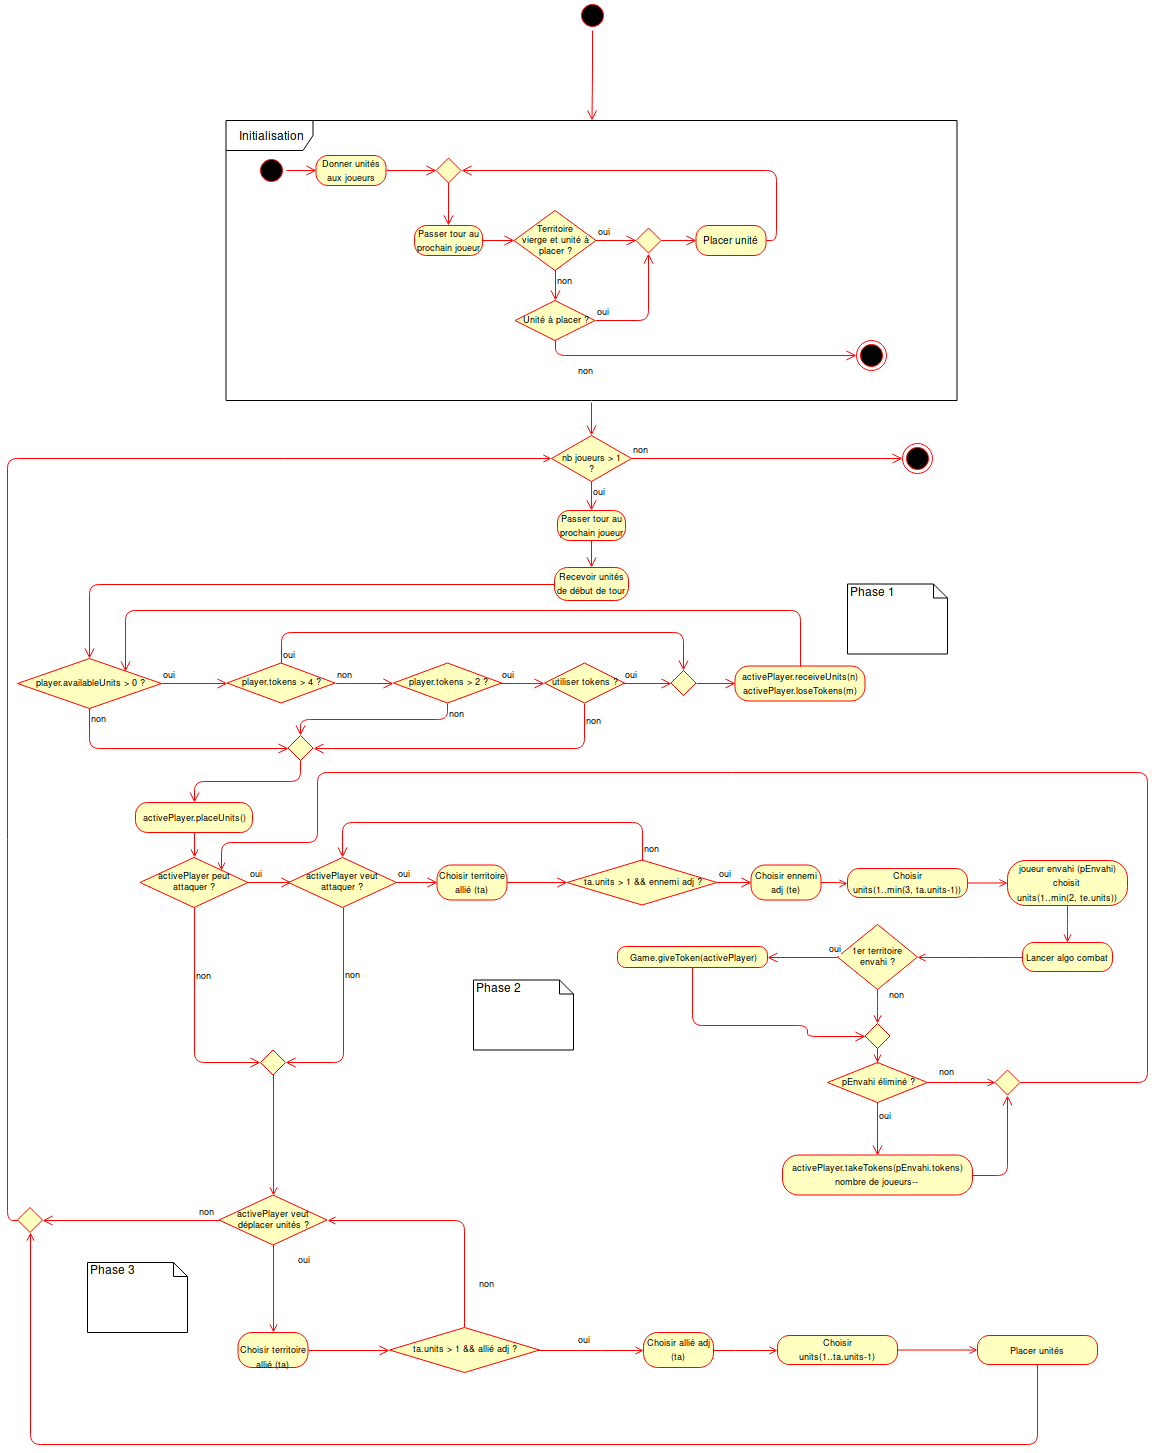 Initialisation
Donner unités
aux joueurs
Passer tour au
prochain joueur
Territoire
vierge et unité à
placer ?
oui
Placer unité
non
Unité à placer ?
oui
non
nb joueurs > 1
?
non
oui
Passer tour au
prochain joueur
Recevoir unités
de début de tour
Phase 1
player.availableUnits > 0 ?
oui
non
player.tokens > 4 ?
oui
non
player.tokens > 2 ?
oui
non
utiliser tokens ?
oui
non
activePlayer.receiveUnits(n)
activePlayer.loseTokens(m)
activePlayer.placeUnits()
activePlayer peut
attaquer ?
oui
non
activePlayer veut
attaquer ?
oui
non
Choisir territoire
allié (ta)
ta.units > 1 && ennemi adj ?
non
oui
Choisir ennemi
adj (te)
Choisir
units(1..min(3, ta.units-1))
joueur envahi (pEnvahi)
choisit
units(1..min(2, te.units))
Lancer algo combat
1er territoire
envahi ?
oui
non
Game.giveToken(activePlayer)
Phase 2
pEnvahi éliminé ?
non
oui
activePlayer.takeTokens(pEnvahi.tokens)
nombre de joueurs--
activePlayer veut
déplacer unités ?
non
oui
Phase 3
Choisir territoire
allié (ta)
ta.units > 1 && allié adj ?
non
oui
Choisir allié adj
(ta)
Choisir
units(1..ta.units-1)
Placer unités